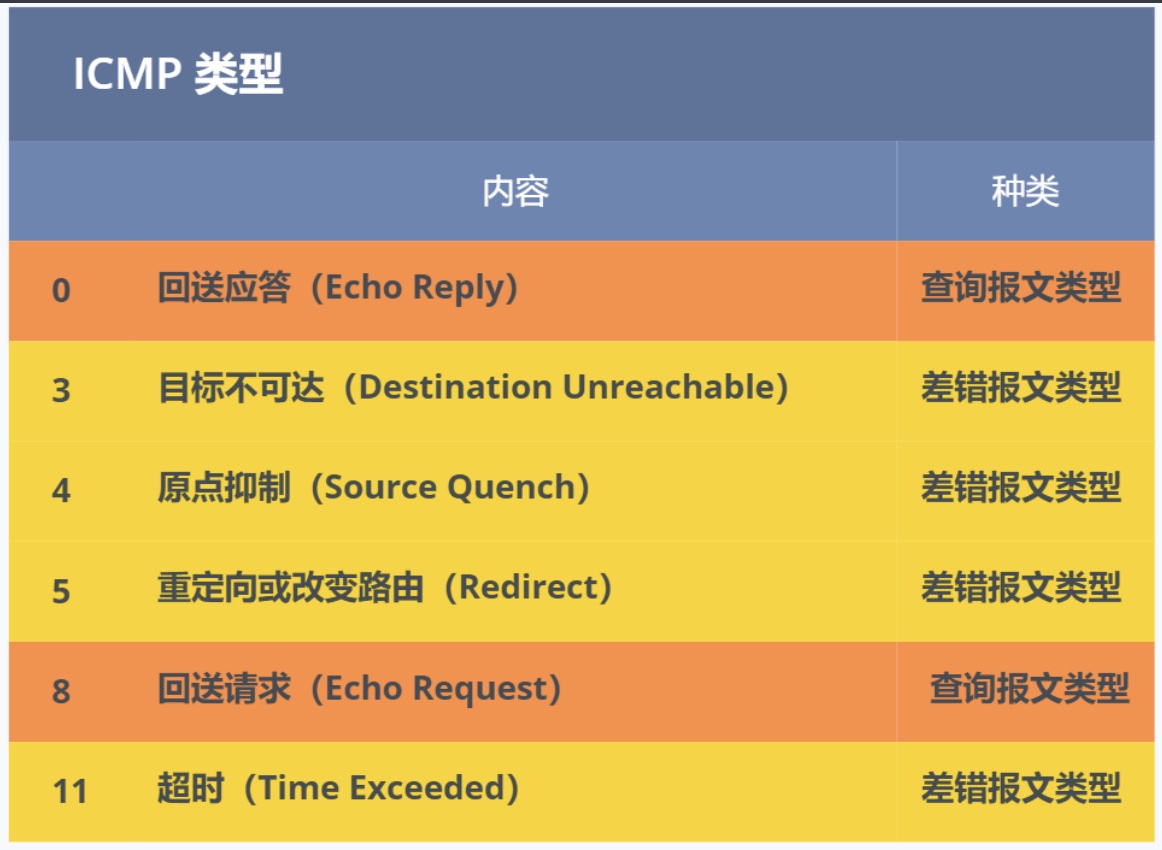 ICMP 类型
内容 种类
0 回送应答（Echo Reply） 查询报文类型
3 目标不可达（Destination Unreachable） 差错报文类型
4 原点抑制（Source Quench） 差错报文类型
5 重定向或改变路由（Redirect） 差错报文类型
8 回送请求（Echo Request） 查询报文类型
11 超时（Time Exceeded） 差错报文类型